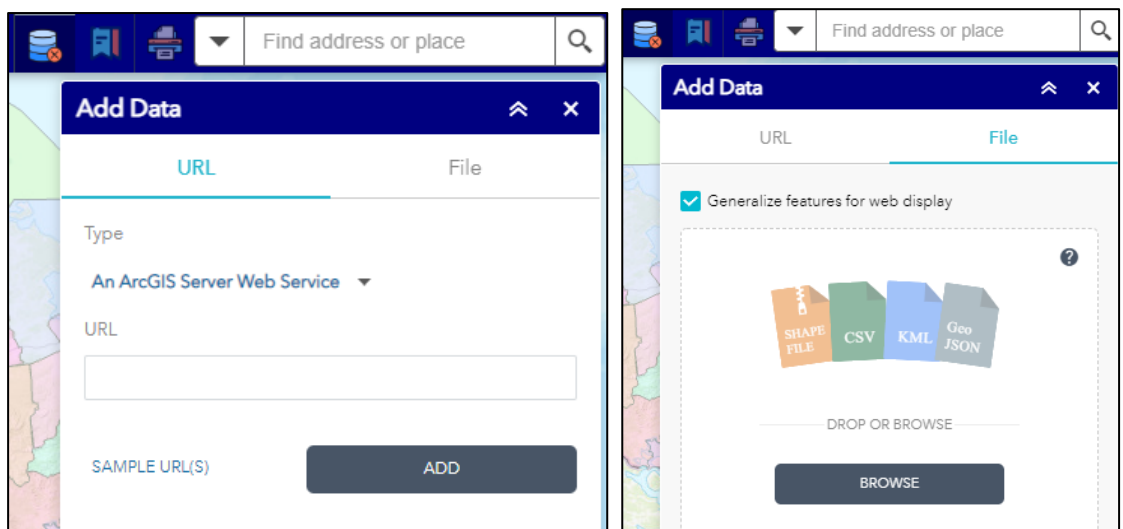 Find address or place
Add Data
URL File
Type
An ArcGIS Server Web Service
URL
SAMPLE URL(S) ADD
Find address or place
Add Data
URL File
Generalize features for web display
SHAPE FILE
CSV
KML
Geo JSON
DROP OR BROWSE
BROWSE